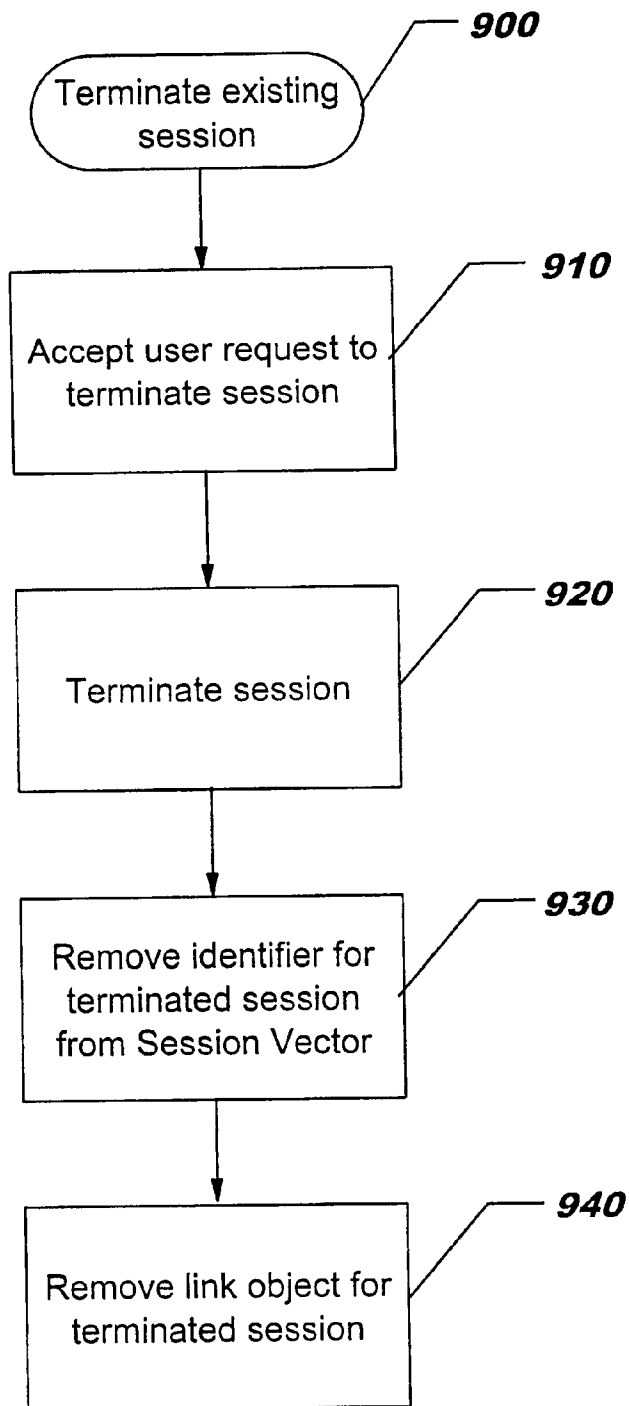 900
Terminate existing
session
910
Accept user request to
terminate session
920
Terminate session
930
Remove identifier for
terminated session
from Session Vector
940
Remove link object for
terminated session